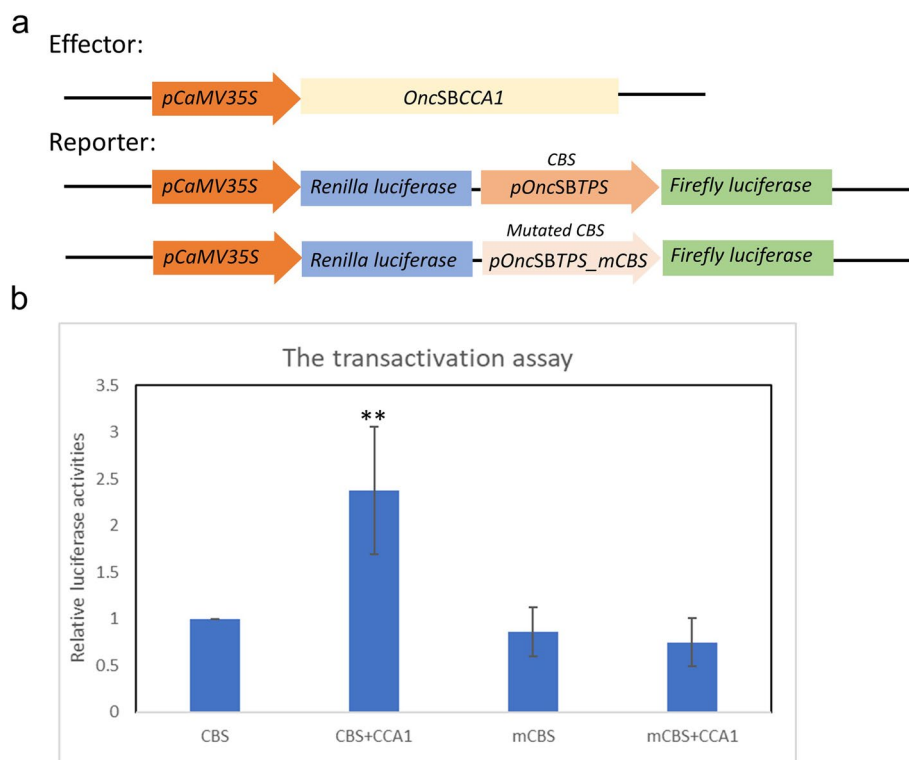 a
Effector:
pCaMV35S OncSBCCA1
Reporter:
CBS
pCaMV35S Renilla luciferase pOncSBTPS Firefly luciferase
Mutated CBS
pCaMV35S Renilla luciferase pOncSBTPS_mCBS Firefly luciferase
b
The transactivation assay
3.5
**
3
2.5
2
1.5
1
0.5
0
Relative luciferase activities
CBS CBS+CCA1 mCBS mCBS+CCA1